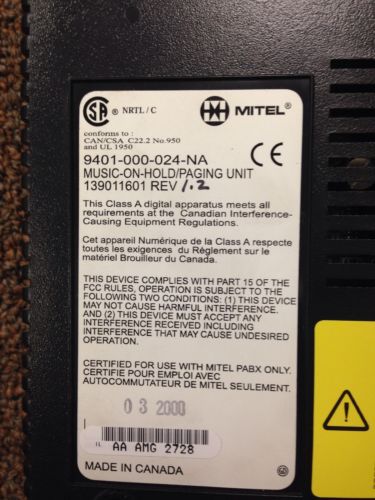 CSA ® NRTL / C MITEL®
conforms to :
CAN/CSA C22.2 No.950
and UL 1950
CE
9401-000-024-NA
MUSIC-ON-HOLD/PAGING UNIT
139011601 REV 1.2
This Class A digital apparatus meets all
requirements at the Canadian Interference-
Causing Equipment Regulations.
Cet appareil Numérique de la Class A respecte
toutes les exigences du Règlement sur le
matériel Brouilleur du Canada.
THIS DEVICE COMPLIES WITH PART 15 OF THE
FCC RULES, OPERATION IS SUBJECT TO THE
FOLLOWING TWO CONDITIONS: (1) THIS DEVICE
MAY NOT CAUSE HARMFUL INTERFERENCE.
AND (2) THIS DEVICE MUST ACCEPT ANY
INTERFERENCE RECEIVED INCLUDING
INTERFERENCE THAT MAY CAUSE UNDESIRED
OPERATION.
CERTIFIED FOR USE WITH MITEL PABX ONLY.
CERTIFIE POUR EMPLOI AVEC
AUTOCOMMUTATEUR DE MITEL SEULEMENT.
03 2000
IL AA AMG 2728
MADE IN CANADA